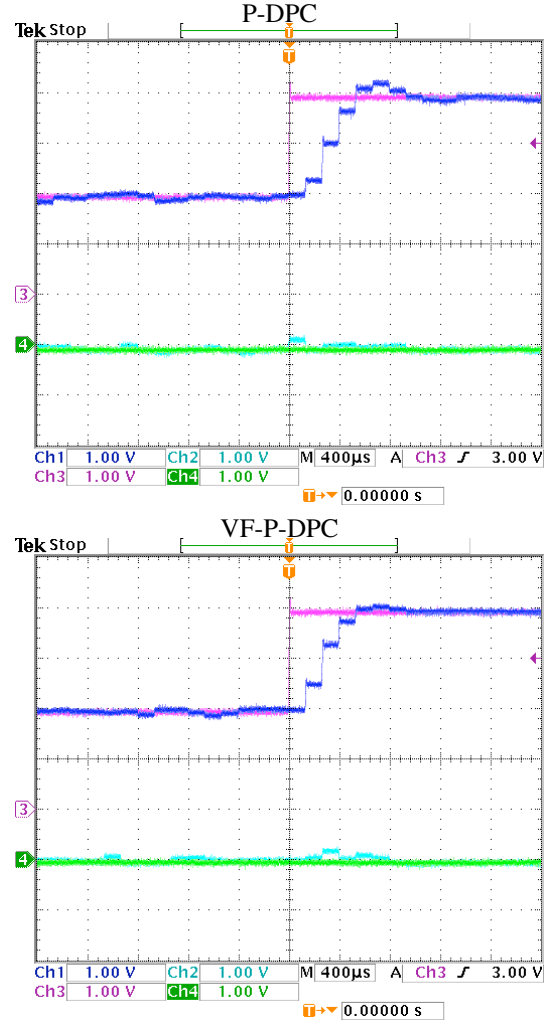 P-DPC
Tek Stop
T
T
3
4
Ch1 1.00 V Ch2 1.00 V M 400µs A Ch3 3.00 V
Ch3 1.00 V Ch4 1.00 V
T 0.00000 s
VF-P-DPC
Tek Stop
T
T
3
4
Ch1 1.00 V Ch2 1.00 V M 400µs A Ch3 3.00 V
Ch3 1.00 V Ch4 1.00 V
T 0.00000 s